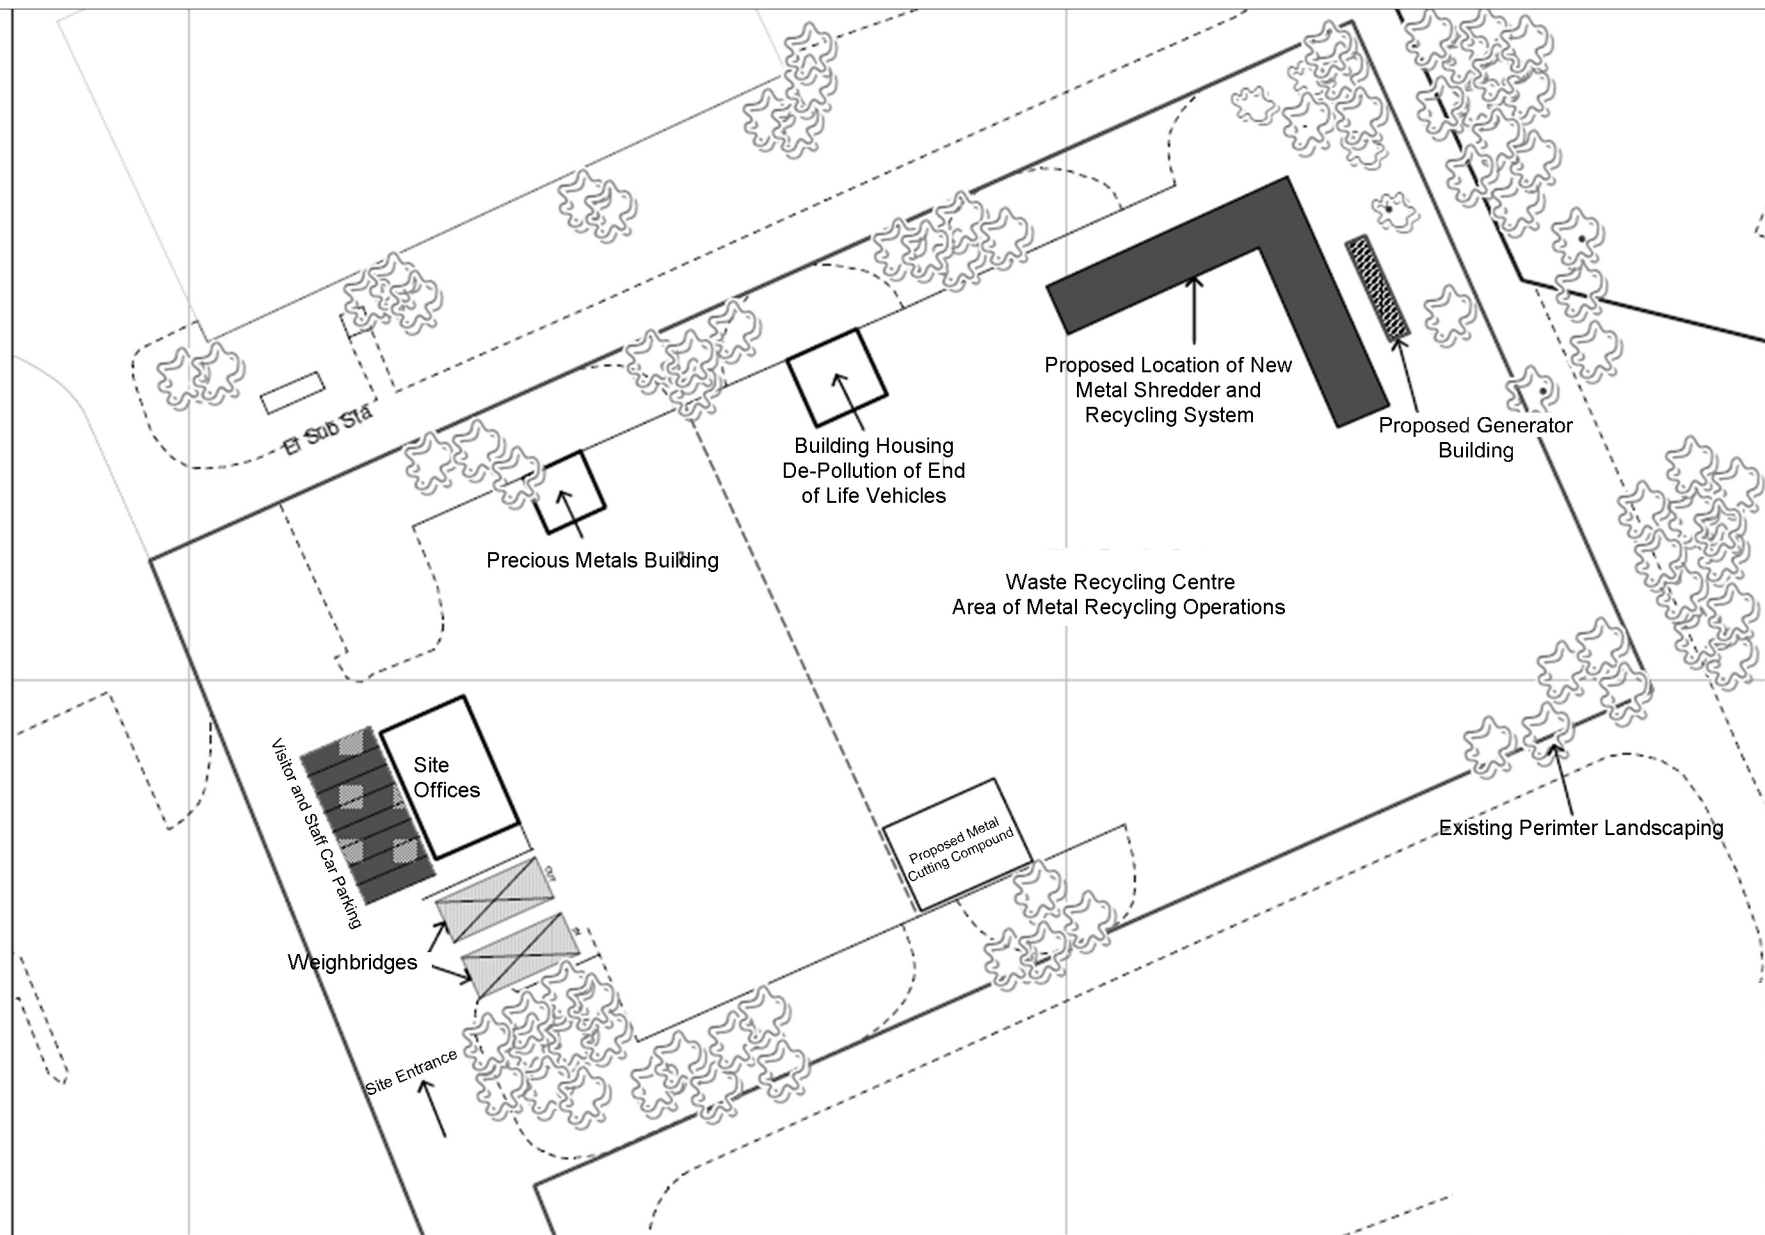 El Sub Sta
Proposed Location of New
Metal Shredder and
Recycling System
Proposed Generator
Building
Building Housing
De-Pollution of End
of Life Vehicles
Precious Metals Building
Waste Recycling Centre
Area of Metal Recycling Operations
Site
Offices
Visitor and Staff Car Parking
Proposed Metal
Cutting Compound
Existing Perimter Landscaping
OUT
IN
Weighbridges
Site Entrance